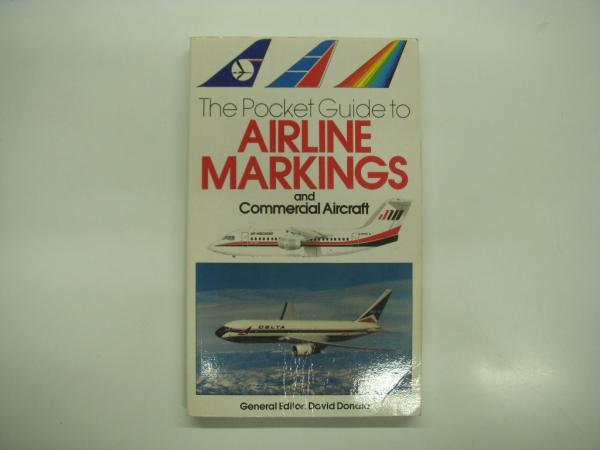 The Pocket Guide to
AIRLINE
MARKINGS
and
Commercial Aircraft
DELTA
General Editor: David Donald